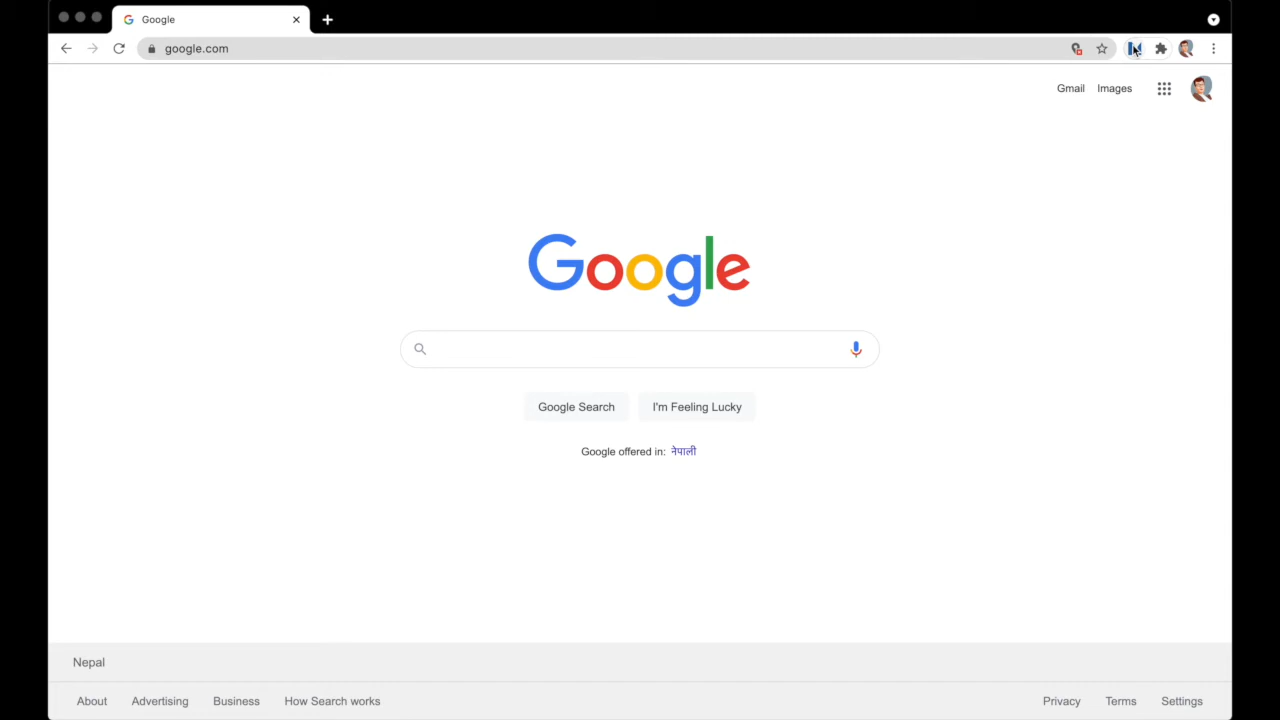 Google
google.com
Gmail Images
Google
Google Search I'm Feeling Lucky
Google offered in: नेपाली
Nepal
About Advertising Business How Search works Privacy Terms Settings